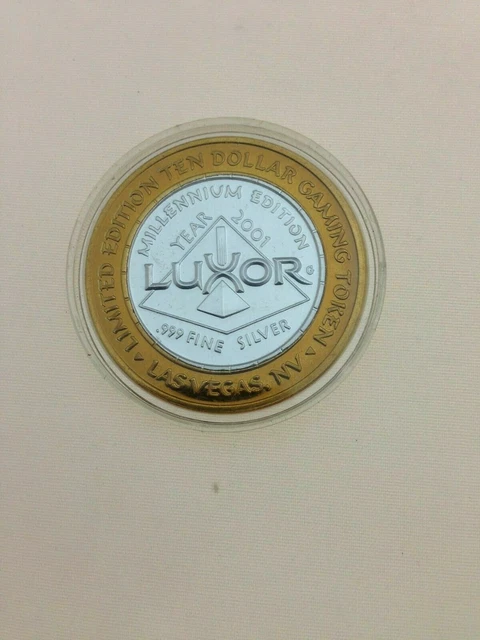 LIMITED EDITION TEN DOLLAR GAMING TOKEN
MILLENNIUM EDITION
YEAR 2001
LUXOR®
.999 FINE SILVER
LAS VEGAS, NV